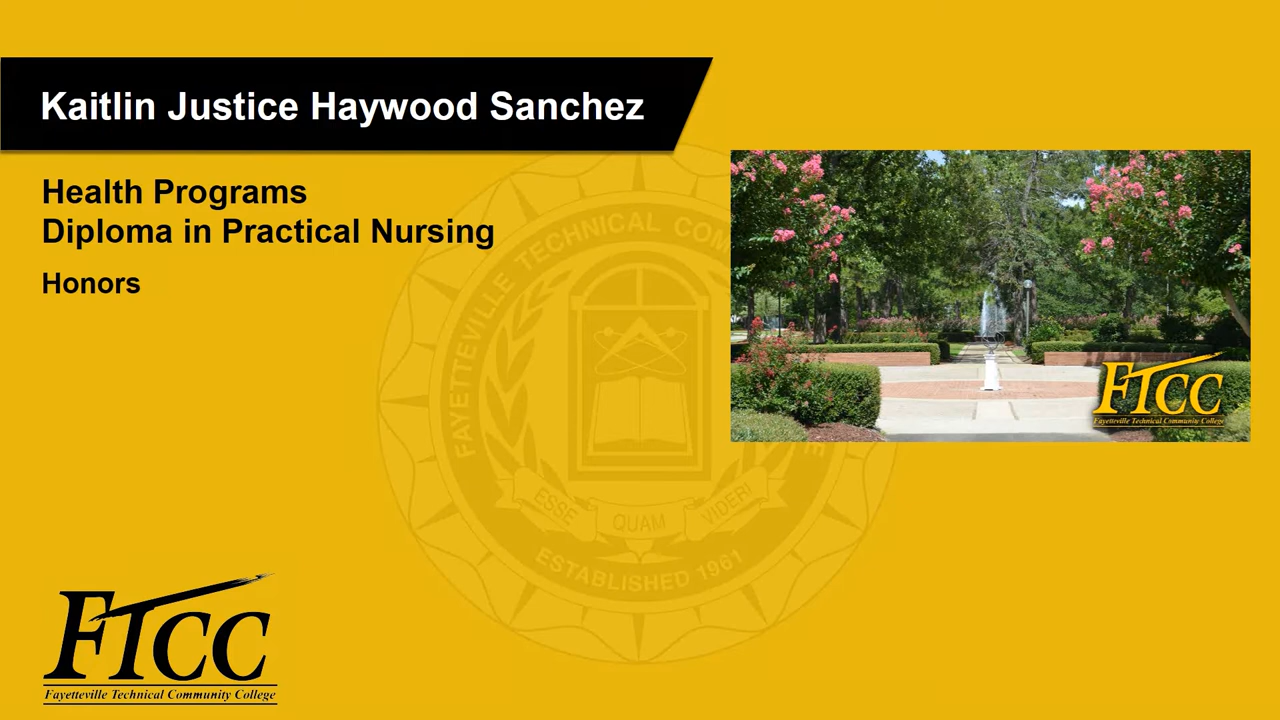 Kaitlin Justice Haywood Sanchez
Health Programs
Diploma in Practical Nursing
Honors
FAYETTEVILLE TECHNICAL COMMUNITY COLLEGE
ESSE QUAM VIDERI
ESTABLISHED 1961
FTCC
Fayetteville Technical Community College
FTCC
Fayetteville Technical Community College